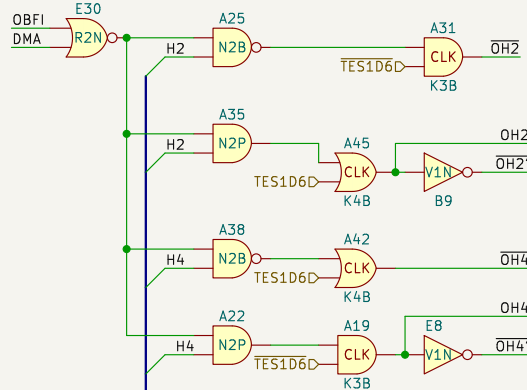 E30
OBFI
DMA
R2N
A25
H2
N2B
A31
CLK
TES1D6
K3B
OH2
A35
H2
N2P
A45
CLK
TES1D6
K4B
OH2
V1N
OH2
B9
A38
H4
N2B
A42
CLK
TES1D6
K4B
OH4
A22
H4
N2P
A19
CLK
TES1D6
K3B
OH4
E8
V1N
OH4